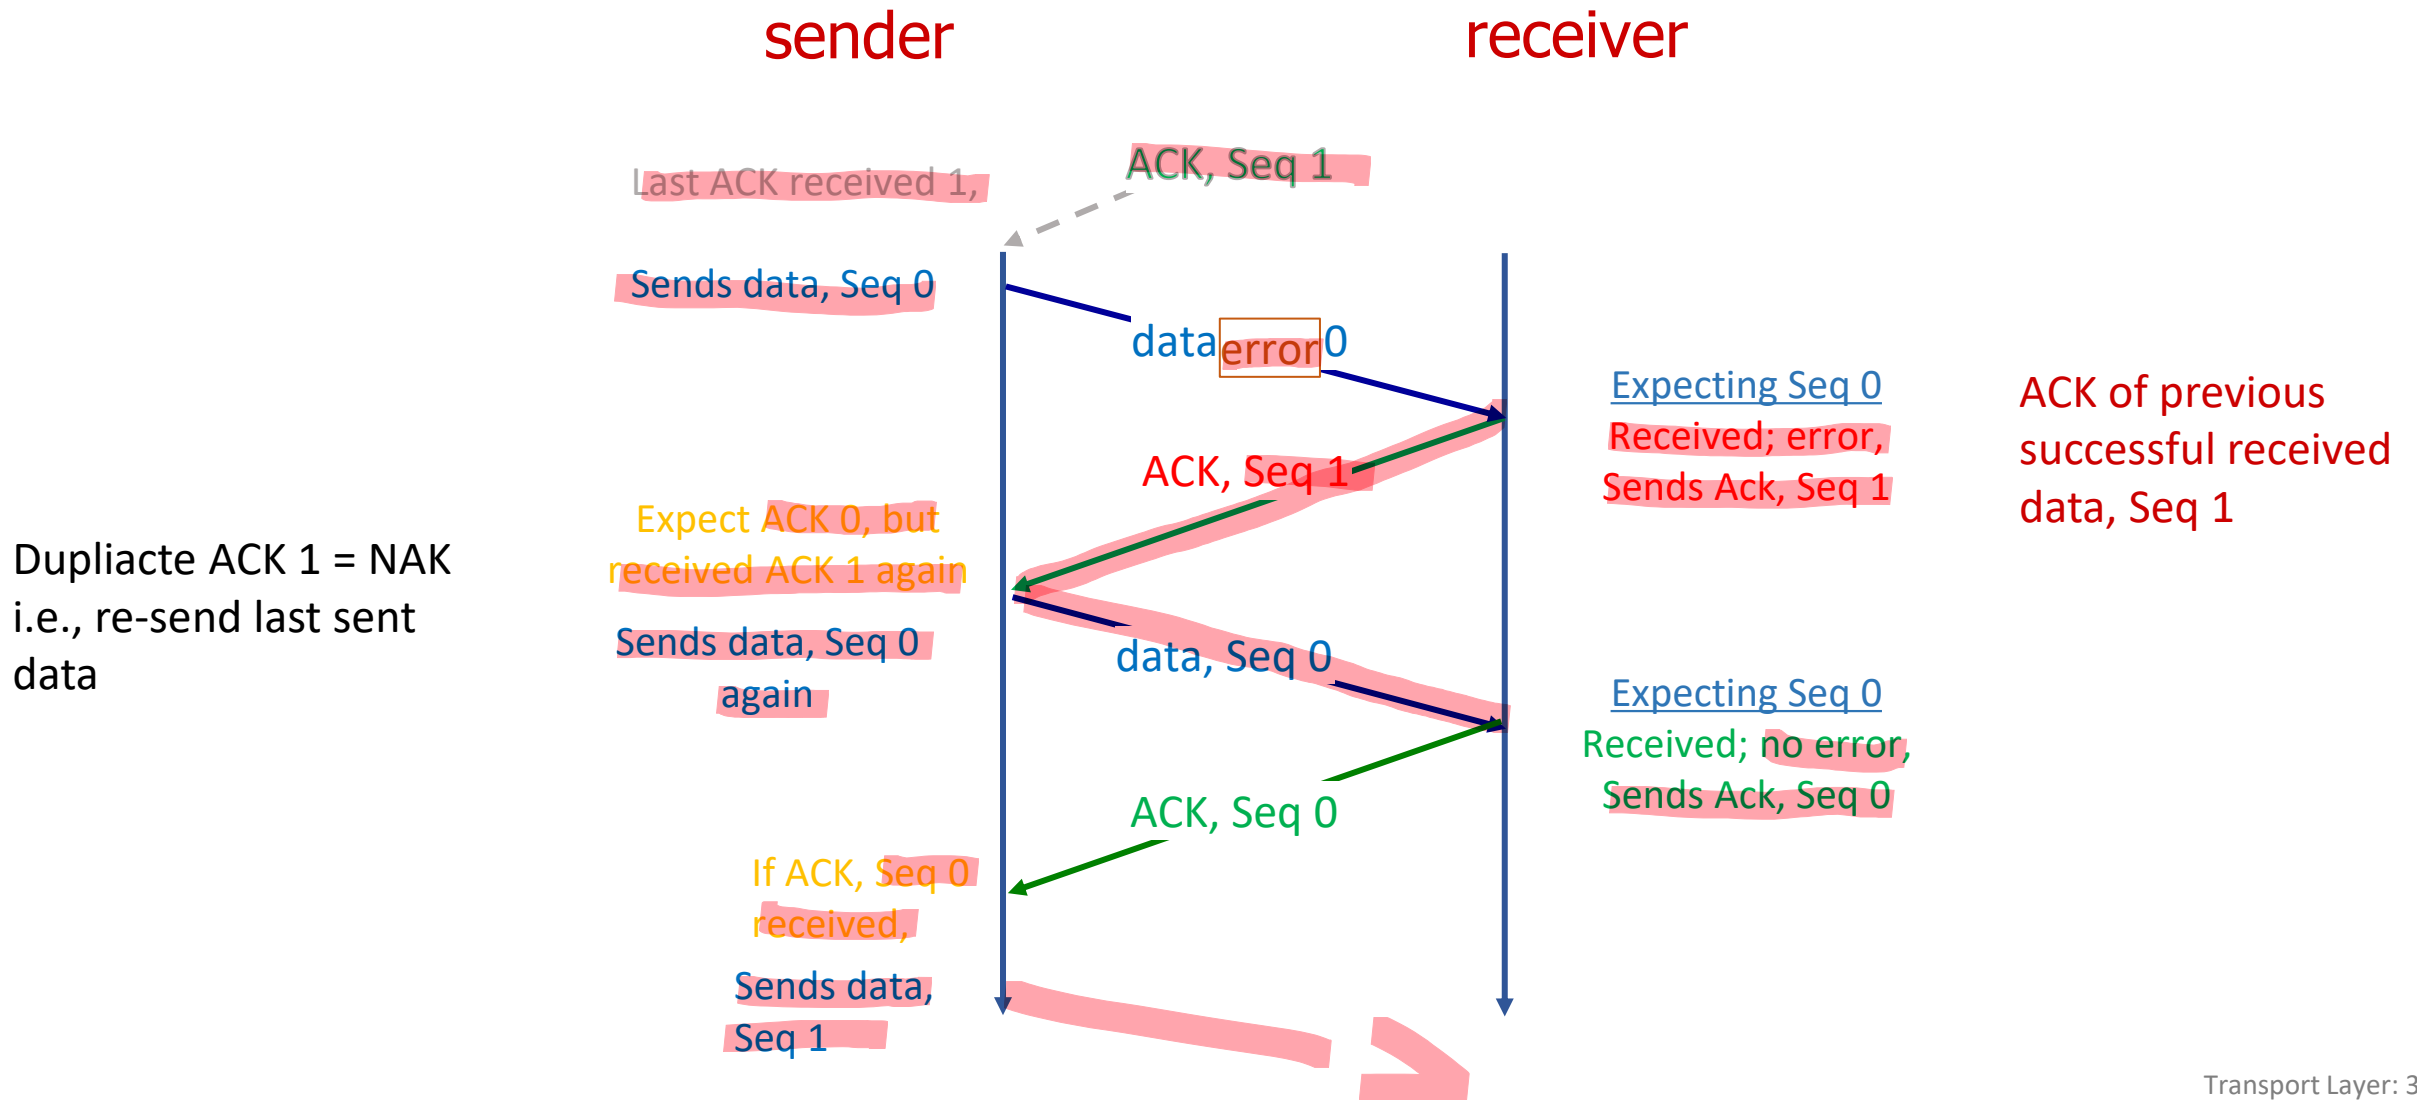 sender
receiver
ACK, Seq 1
Last ACK received 1,
Sends data, Seq 0
data error 0
Expecting Seq 0
Received; error,
Sends Ack, Seq 1
ACK of previous
successful received
data, Seq 1
ACK, Seq 1
Expect ACK 0, but
received ACK 1 again
Dupliacte ACK 1 = NAK
i.e., re-send last sent
data
Sends data, Seq 0
again
data, Seq 0
Expecting Seq 0
Received; no error,
Sends Ack, Seq 0
ACK, Seq 0
If ACK, Seq 0
received,
Sends data,
Seq 1
Transport Layer: 3